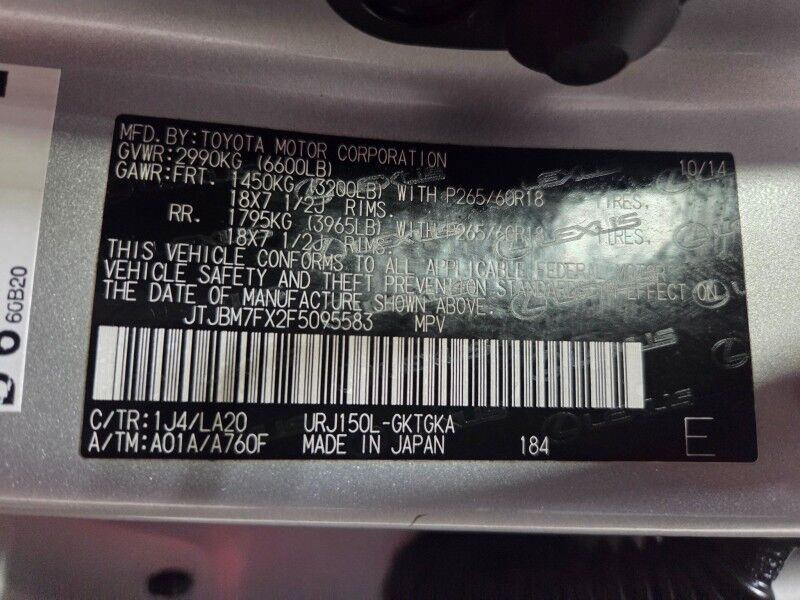 MFD. BY: TOYOTA MOTOR CORPORATION 10/14
GVWR: 2990KG (6600LB)
GAWR: FRT. 1450KG (3200LB) WITH P265/60R18 TIRES,
18X7 1/2J RIMS.
RR. 1795KG (3965LB) WITH P265/60R18 TIRES,
18X7 1/2J RIMS.
THIS VEHICLE CONFORMS TO ALL APPLICABLE FEDERAL MOTOR
VEHICLE SAFETY AND THEFT PREVENTION STANDARDS IN EFFECT ON
THE DATE OF MANUFACTURE SHOWN ABOVE.
JTJBM7FX2F5095583 MPV
C/TR: 1J4/LA20 URJ150L-GKTGKA
A/TM: A01A/A760F MADE IN JAPAN 184 E
60B20
LEXUS